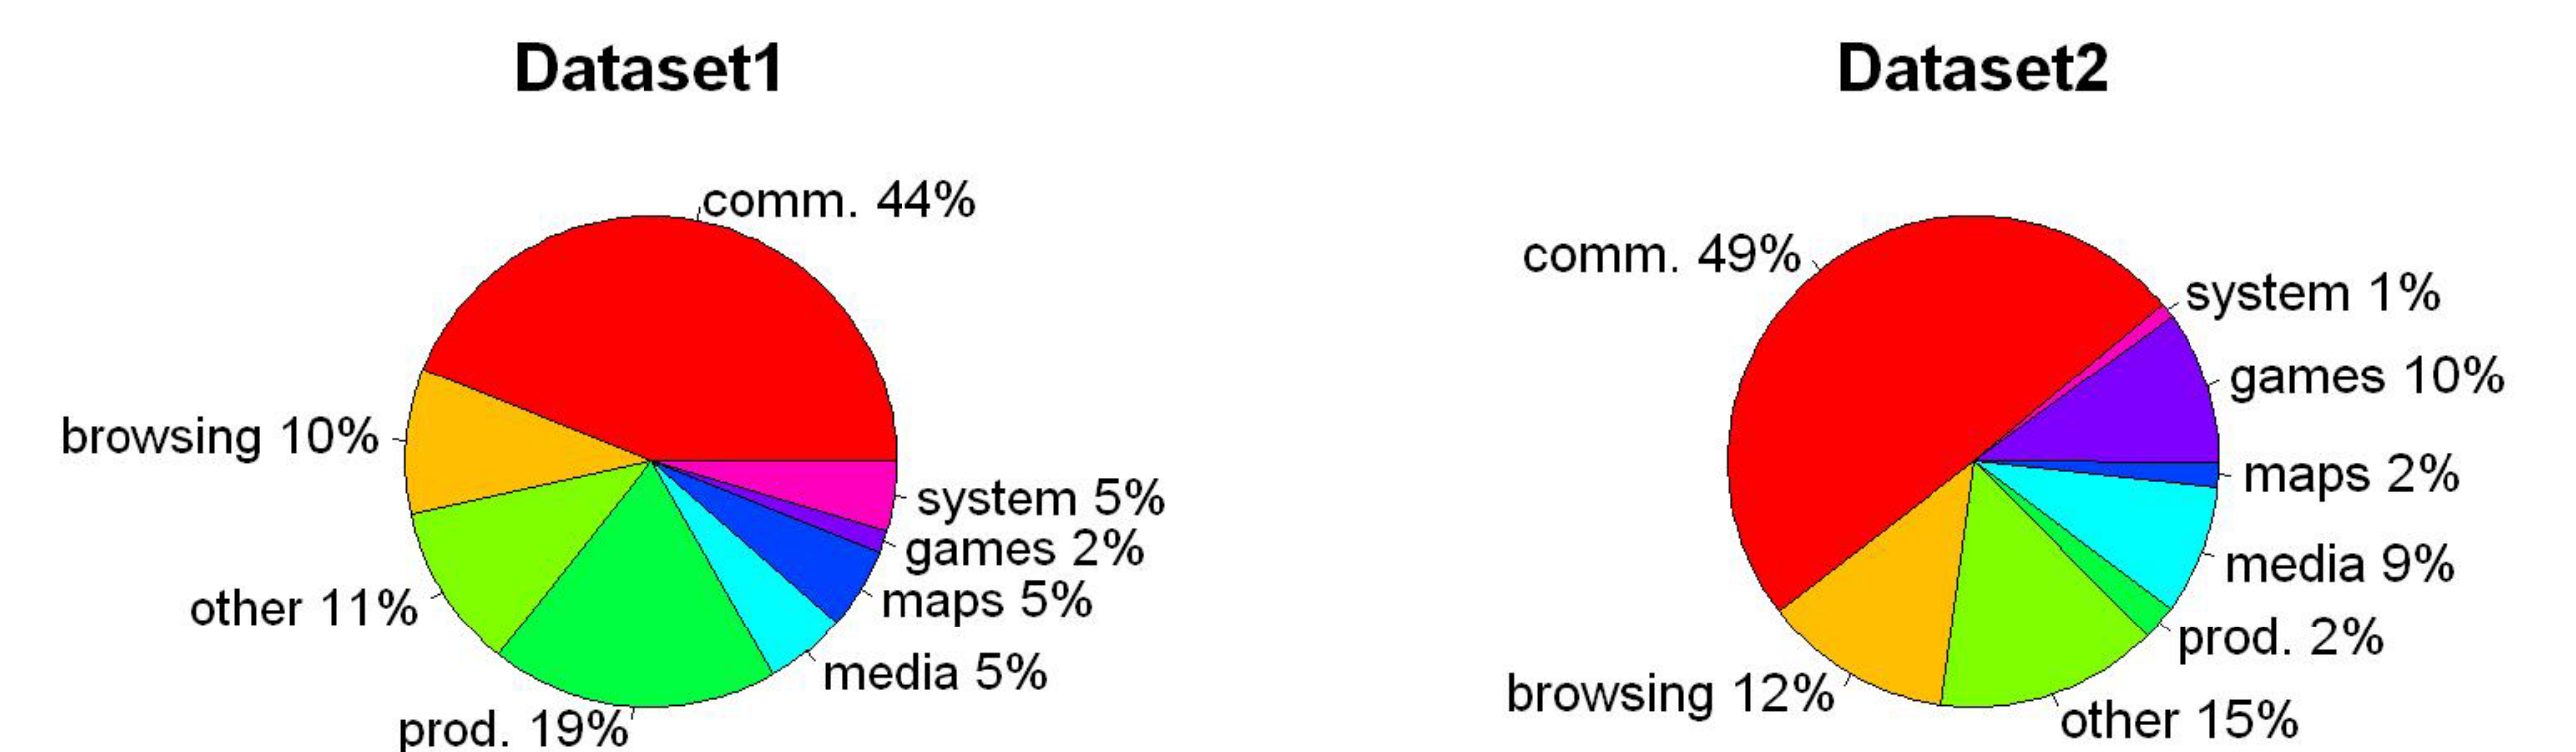 Dataset1
comm. 44%
browsing 10%
other 11%
prod. 19%
media 5%
maps 5%
games 2%
system 5%
Dataset2
comm. 49%
system 1%
games 10%
maps 2%
media 9%
prod. 2%
other 15%
browsing 12%